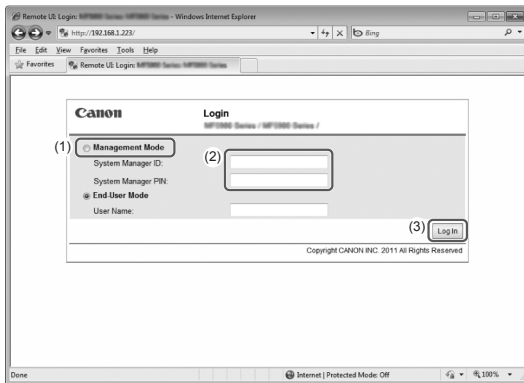 Remote UI: Login: - Windows Internet Explorer
http://192.168.1.223/
Bing
File Edit View Favorites Tools Help
Favorites
Remote UI: Login:
Canon
Login
(1)
Management Mode
(2)
System Manager ID:
System Manager PIN:
End-User Mode
User Name:
(3)
Log In
Copyright CANON INC. 2011 All Rights Reserved
Done
Internet | Protected Mode: Off
100%